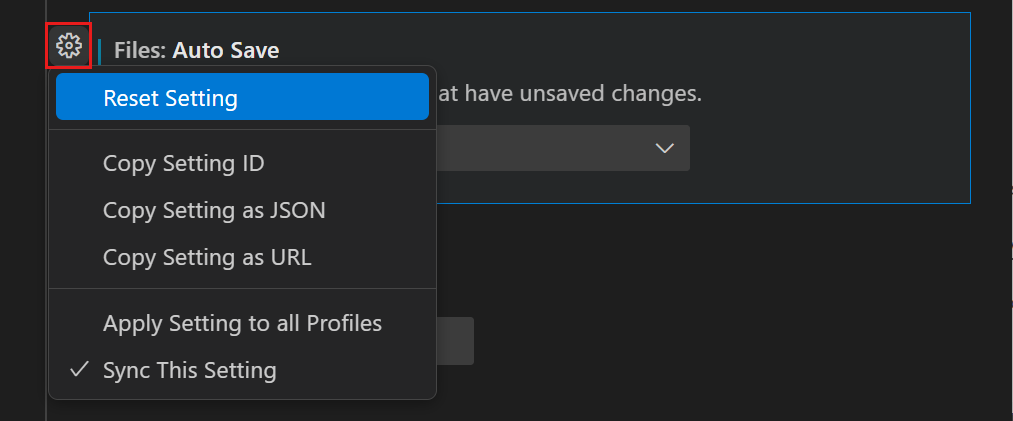 Files: Auto Save
Reset Setting
at have unsaved changes.
Copy Setting ID
Copy Setting as JSON
Copy Setting as URL
Apply Setting to all Profiles
Sync This Setting